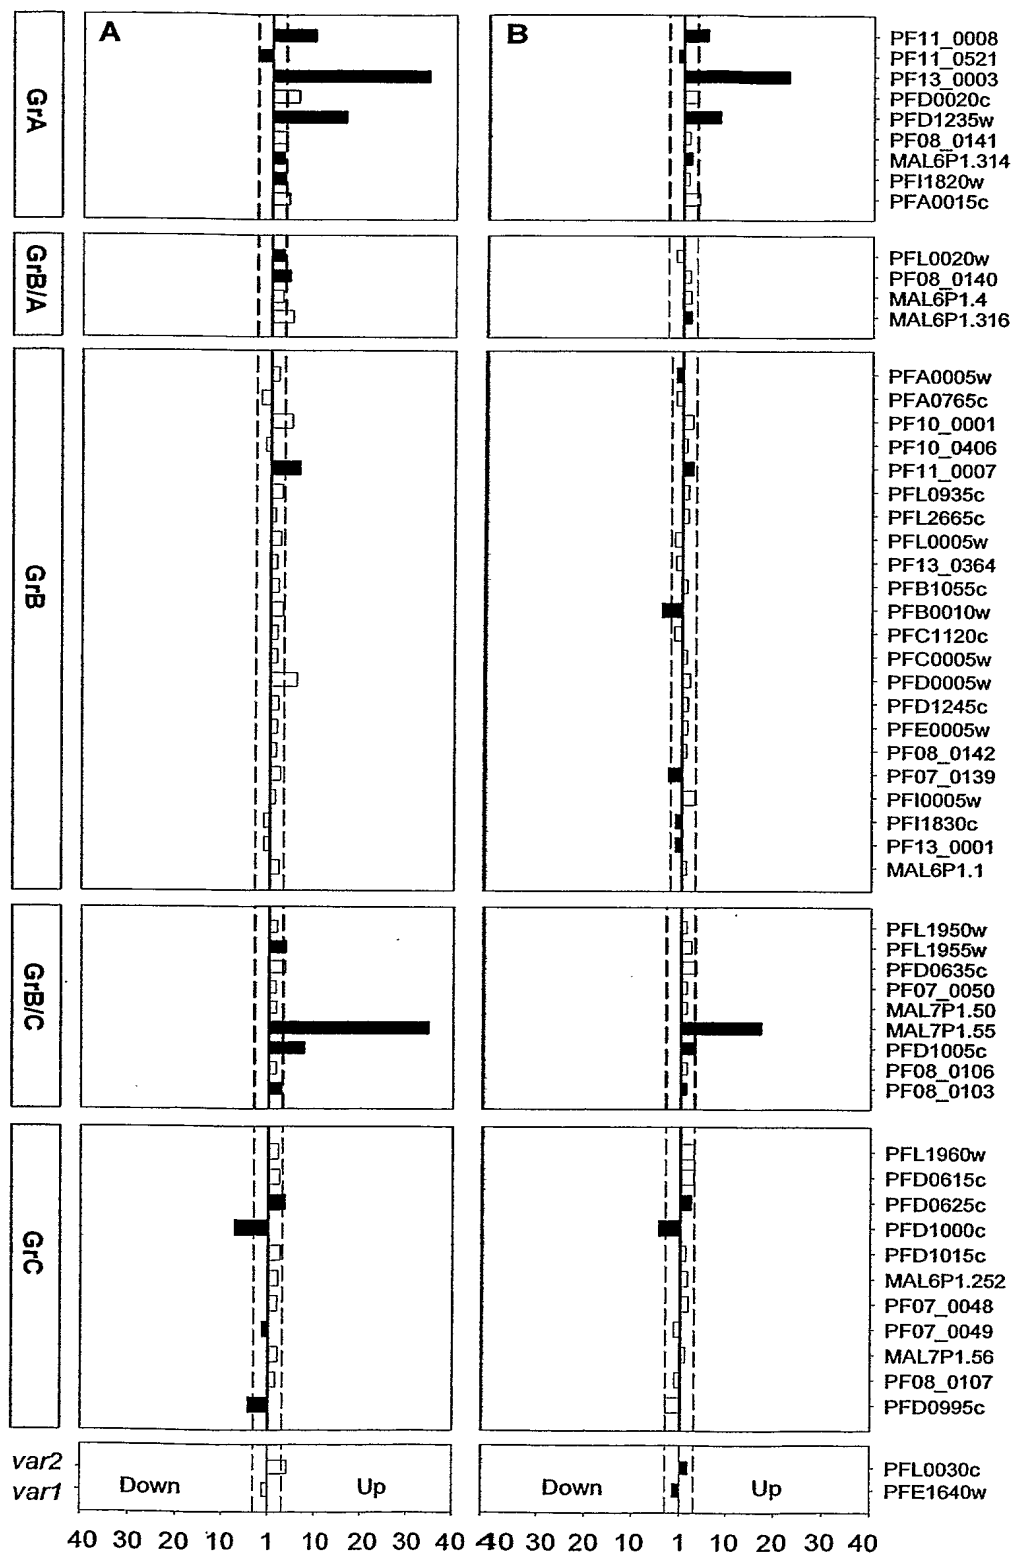 A
B
GrA
PF11_0008
PF11_0521
PF13_0003
PFD0020c
PFD1235w
PF08_0141
MAL6P1.314
PFI1820w
PFA0015c
GrB/A
PFL0020w
PF08_0140
MAL6P1.4
MAL6P1.316
GrB
PFA0005w
PFA0765c
PF10_0001
PF10_0406
PF11_0007
PFL0935c
PFL2665c
PFL0005w
PF13_0364
PFB1055c
PFB0010w
PFC1120c
PFC0005w
PFD0005w
PFD1245c
PFE0005w
PF08_0142
PF07_0139
PFI0005w
PFI1830c
PF13_0001
MAL6P1.1
GrB/C
PFL1950w
PFL1955w
PFD0635c
PF07_0050
MAL7P1.50
MAL7P1.55
PFD1005c
PF08_0106
PF08_0103
GrC
PFL1960w
PFD0615c
PFD0625c
PFD1000c
PFD1015c
MAL6P1.252
PF07_0048
PF07_0049
MAL7P1.56
PF08_0107
PFD0995c
var2 PFL0030c
var1 Down Up Down Up PFE1640w
40 30 20 10 1 10 20 30 40 40 30 20 10 1 10 20 30 40